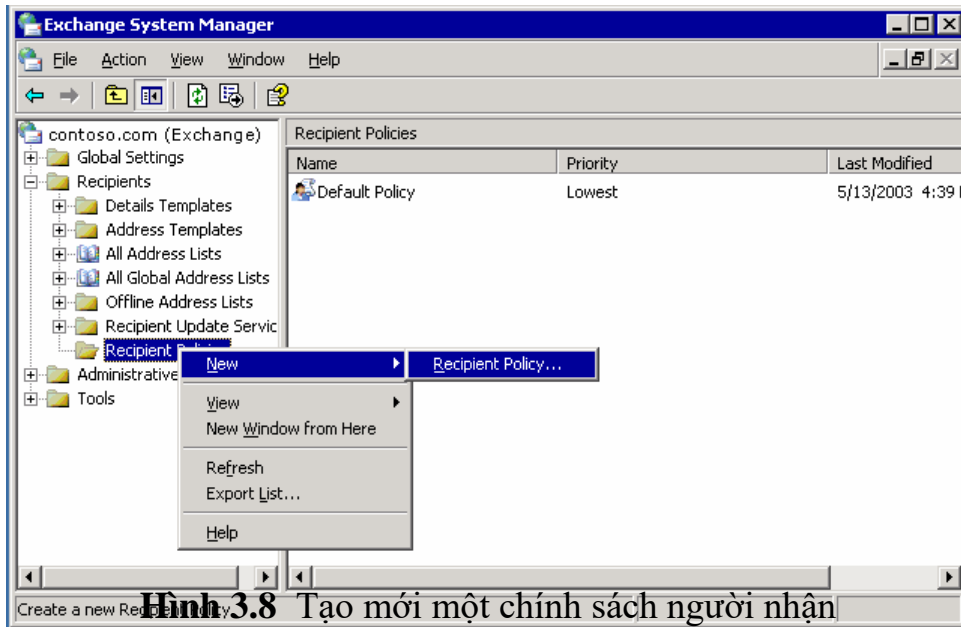 Exchange System Manager
File Action View Window Help
contoso.com (Exchange)
Global Settings
Recipients
Details Templates
Address Templates
All Address Lists
All Global Address Lists
Offline Address Lists
Recipient Update Servic
Recipient
Administrative
Tools
Recipient Policies
Name Priority Last Modified
Default Policy Lowest 5/13/2003 4:39
New
Recipient Policy...
View
New Window from Here
Refresh
Export List...
Help
Create a new Recipient Policy.
Hình 3.8 Tạo mới một chính sách người nhận